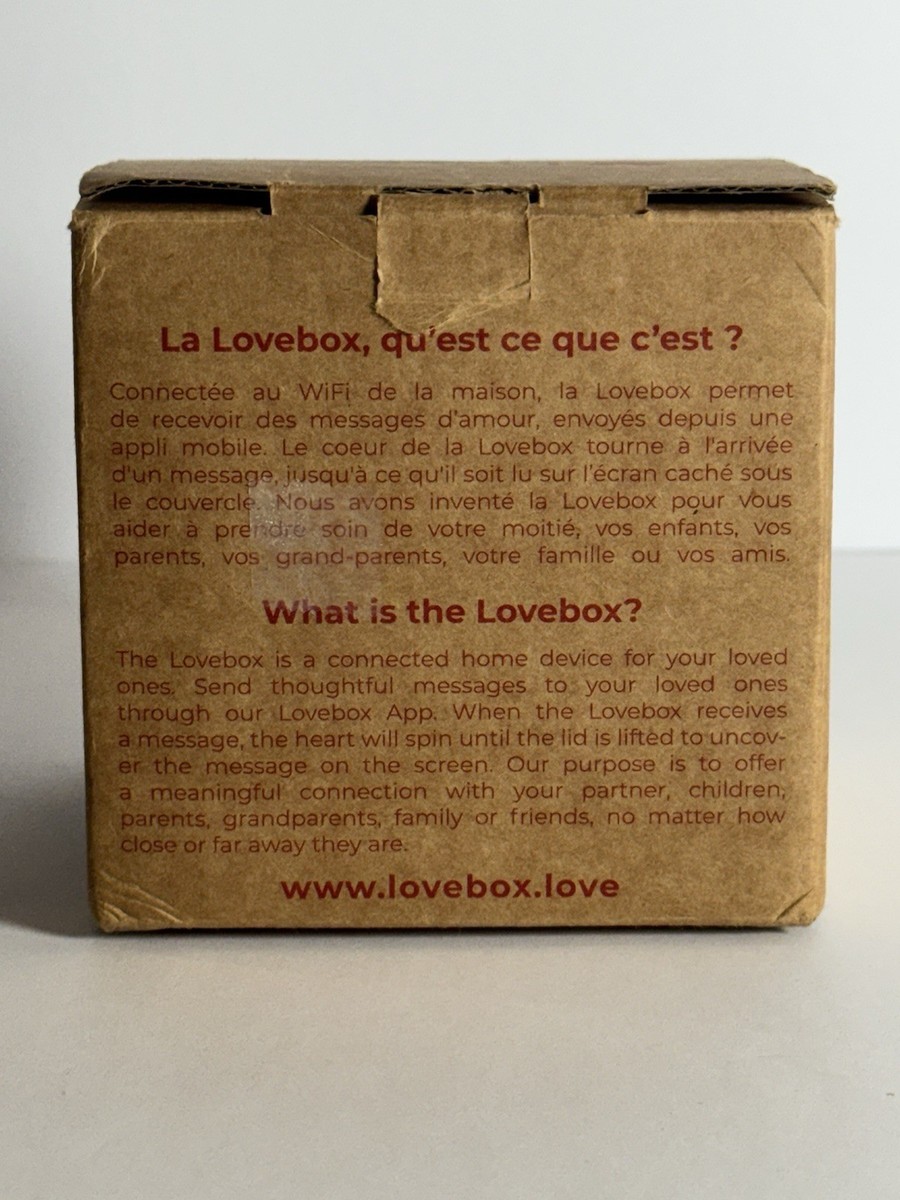 La Lovebox, qu'est ce que c'est ?
Connectée au WiFi de la maison, la Lovebox permet
de recevoir des messages d'amour, envoyés depuis une
appli mobile. Le coeur de la Lovebox tourne à l'arrivée
d'un message, jusqu'à ce qu'il soit lu sur l'écran caché sous
le couvercle. Nous avons inventé la Lovebox pour vous
aider à prendre soin de votre moitié, vos enfants, vos
parents, vos grand-parents, votre famille ou vos amis.
What is the Lovebox?
The Lovebox is a connected home device for your loved
ones. Send thoughtful messages to your loved ones
through our Lovebox App. When the Lovebox receives
a message, the heart will spin until the lid is lifted to uncov-
er the message on the screen. Our purpose is to offer
a meaningful connection with your partner, children,
parents, grandparents, family or friends, no matter how
close or far away they are.
www.lovebox.love